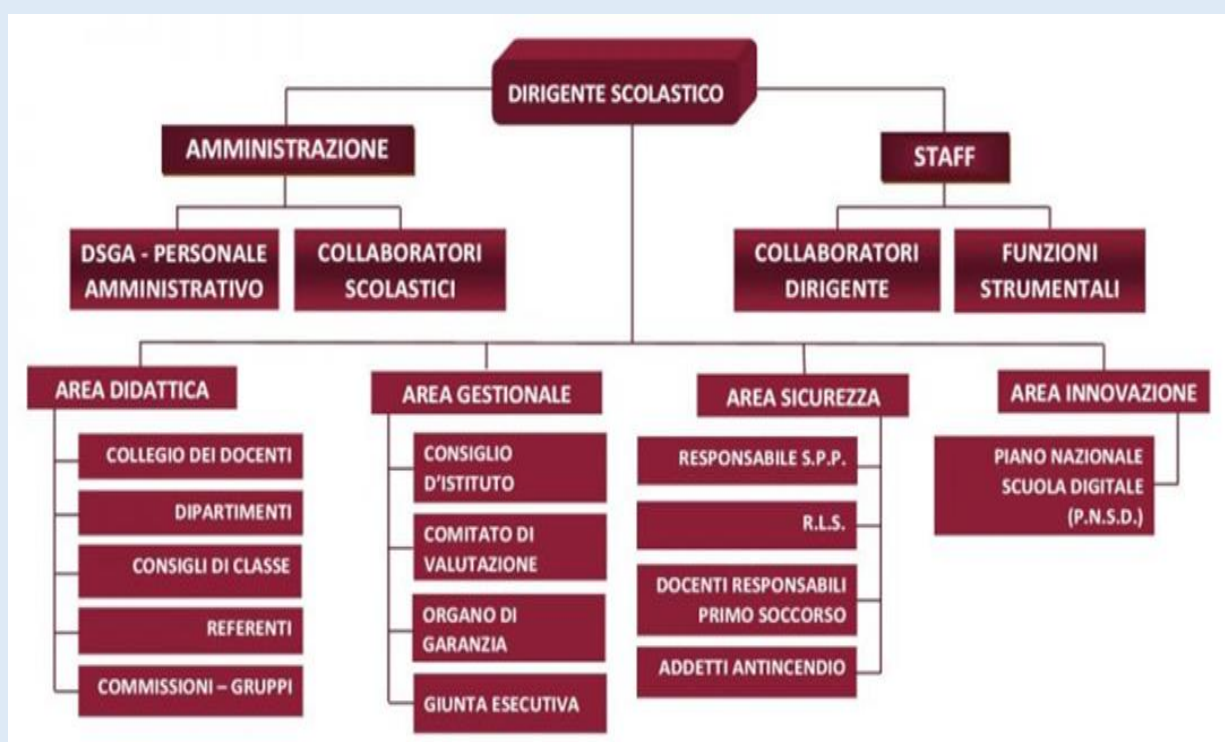 DIRIGENTE SCOLASTICO
AMMINISTRAZIONE
STAFF
DSGA - PERSONALE
AMMINISTRATIVO
COLLABORATORI
SCOLASTICI
COLLABORATORI
DIRIGENTE
FUNZIONI
STRUMENTALI
AREA DIDATTICA
COLLEGIO DEI DOCENTI
DIPARTIMENTI
CONSIGLI DI CLASSE
REFERENTI
COMMISSIONI – GRUPPI
AREA GESTIONALE
CONSIGLIO
D'ISTITUTO
COMITATO DI
VALUTAZIONE
ORGANO DI
GARANZIA
GIUNTA ESECUTIVA
AREA SICUREZZA
RESPONSABILE S.P.P.
R.L.S.
DOCENTI RESPONSABILI
PRIMO SOCCORSO
ADDETTI ANTINCENDIO
AREA INNOVAZIONE
PIANO NAZIONALE
SCUOLA DIGITALE
(P.N.S.D.)